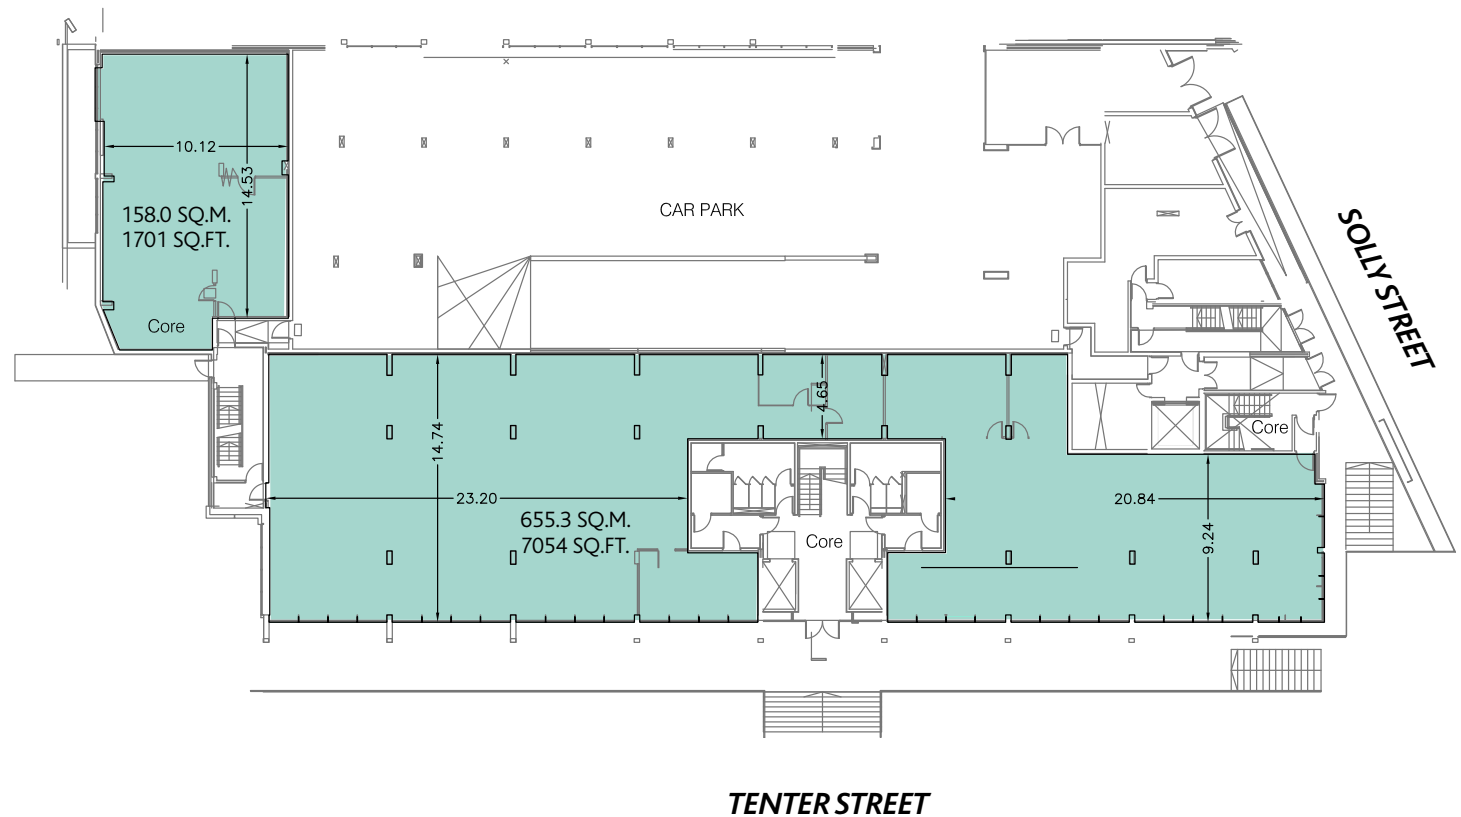 10.12
14.53
158.0 SQ.M.
1701 SQ.FT.
Core
CAR PARK
SOLLY STREET
14.74
4.65
23.20
655.3 SQ.M.
7054 SQ.FT.
Core
20.84
9.24
Core
TENTER STREET